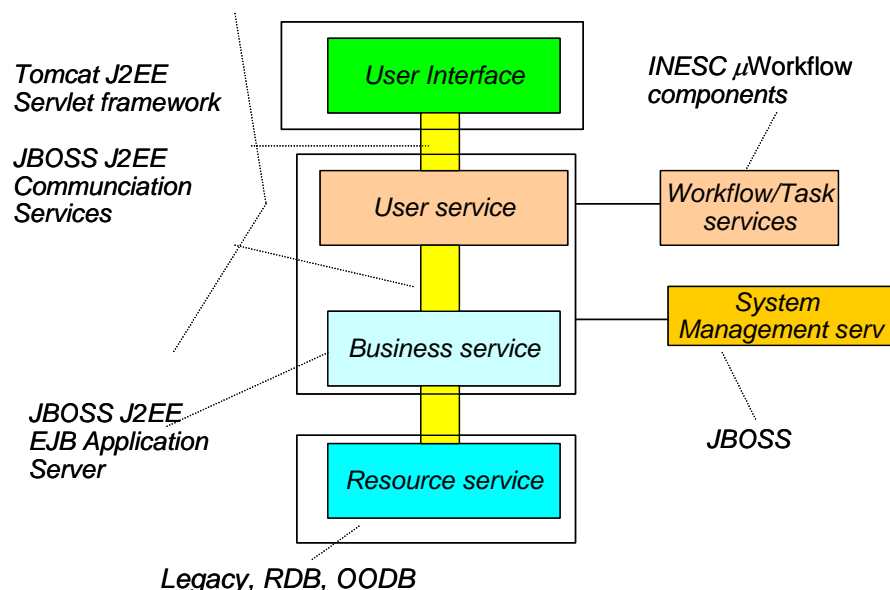 Tomcat J2EE
Servlet framework
User Interface
INESC μWorkflow
components
JBOSS J2EE
Communciation
Services
User service
Workflow/Task
services
System
Management serv
Business service
JBOSS J2EE
EJB Application
Server
JBOSS
Resource service
Legacy, RDB, OODB